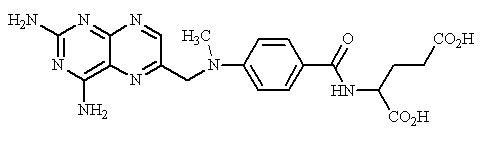 H₂N N N
O CO₂H
H₃C
N N N
N HN CO₂H
NH₂